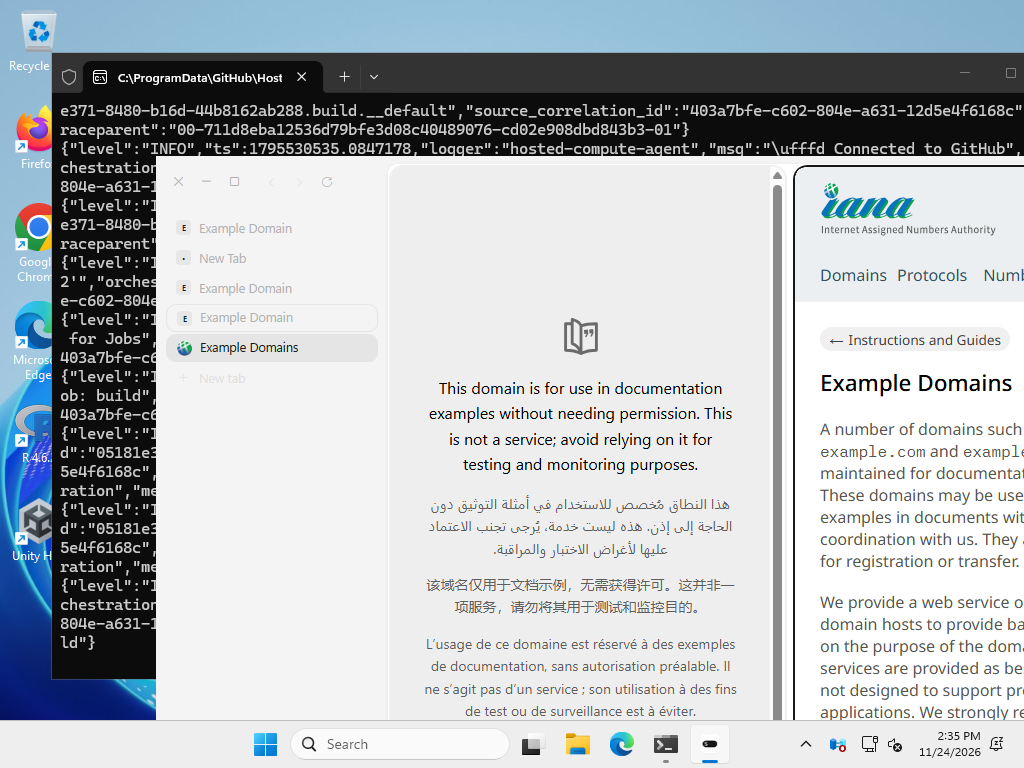 Recycle
Firefo
Googl
Chrom
Microso
Edge
R 4.6.
Unity H
C:\ProgramData\GitHub\Host
e371-8480-b16d-44b8162ab288.build.__default","source_correlation_id":"403a7bfe-c602-804e-a631-12d5e4f6168c"
raceparent":"00-711d8eba12536d79bfe3d08c40489076-cd02e908dbd843b3-01"}
{"level":"INFO","ts":1795530535.0847178,"logger":"hosted-compute-agent","msg":"\ufffd Connected to GitHub",
chestration
804e-a631-1
{"level":"I
e371-8480-b
raceparent"
{"level":"I
2'","orches
e-c602-804e
{"level":"I
for Jobs",
403a7bfe-c6
{"level":"I
ob: build",
403a7bfe-c6
{"level":"I
d":"05181e3
5e4f6168c",
ration","me
{"level":"I
d":"05181e3
5e4f6168c",
ration","me
{"level":"I
chestration
804e-a631-1
ld"}
E Example Domain
New Tab
E Example Domain
E Example Domain
Example Domains
+ New tab
This domain is for use in documentation
examples without needing permission. This
is not a service; avoid relying on it for
testing and monitoring purposes.
هذا النطاق مُخصص للاستخدام في أمثلة التوثيق دون
الحاجة إلى إذن. هذه ليست خدمة، يُرجى تجنب الاعتماد
عليها لأغراض الاختبار والمراقبة.
该域名仅用于文档示例，无需获得许可。这并非一
项服务，请勿将其用于测试和监控目的。
L'usage de ce domaine est réservé à des exemples
de documentation, sans autorisation préalable. Il
ne s'agit pas d'un service ; son utilisation à des fins
de test ou de surveillance est à éviter.
iana
Internet Assigned Numbers Authority
Domains Protocols Numb
← Instructions and Guides
Example Domains
A number of domains such
example.com and example
maintained for documentat
These domains may be use
examples in documents wit
coordination with us. They a
for registration or transfer.
We provide a web service o
domain hosts to provide ba
on the purpose of the doma
services are provided as bes
not designed to support pro
applications. We strongly re
Search
2:35 PM
11/24/2026